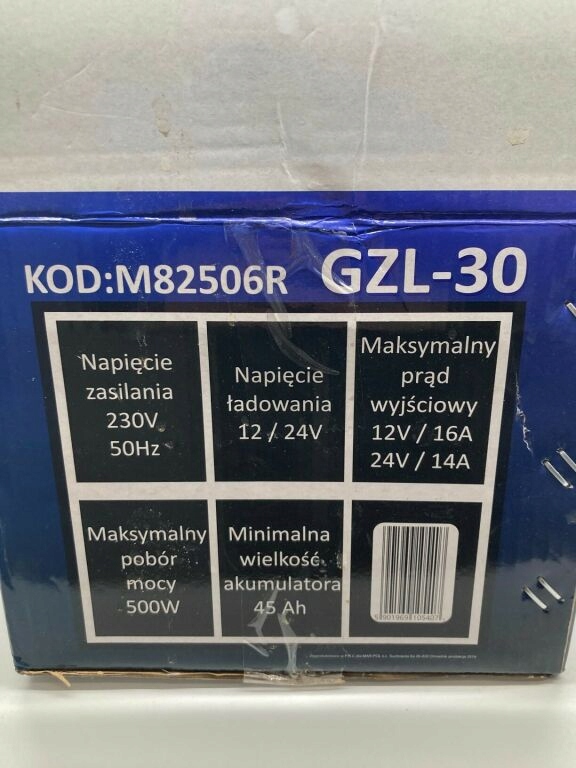 KOD:M82506R GZL-30
Napięcie
zasilania
230V
50Hz
Napięcie
ładowania
12 / 24V
Maksymalny
prąd
wyjściowy
12V / 16A
24V / 14A
Maksymalny
pobór
mocy
500W
Minimalna
wielkość
akumulatora
45 Ah
5901969105407